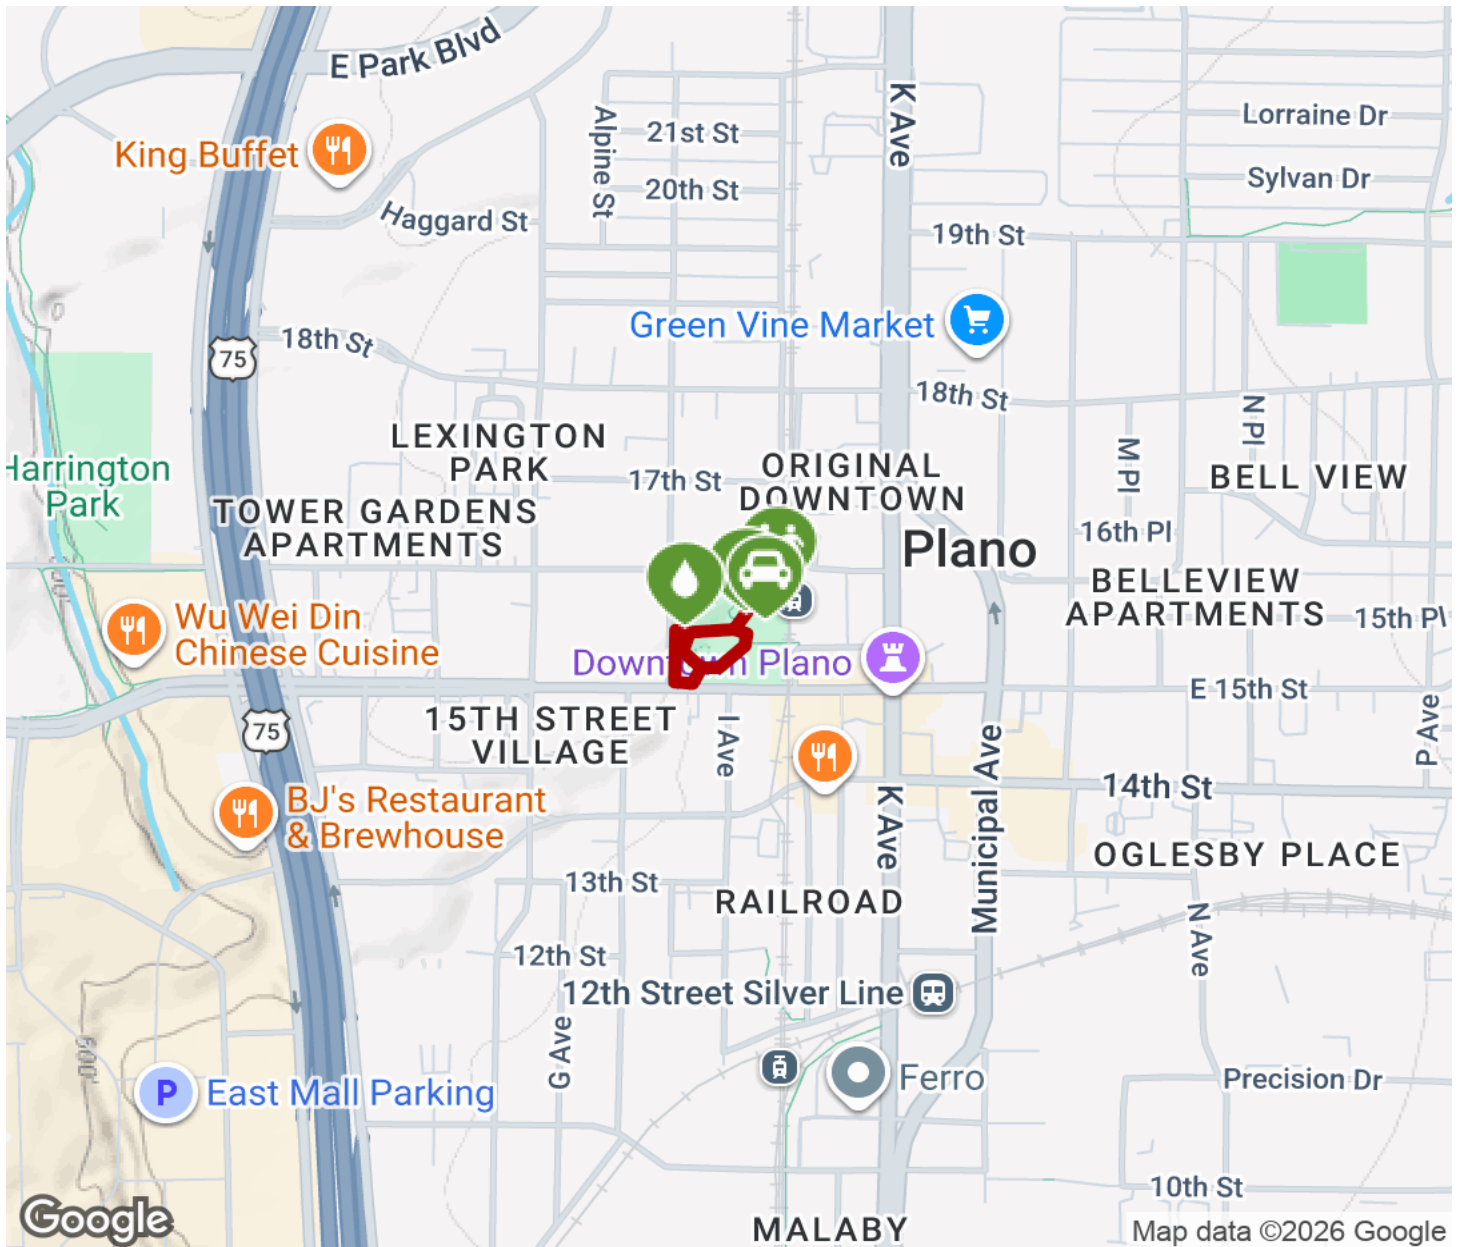 E Park Blvd
K Ave
Alpine St
21st St
Lorraine Dr
King Buffet
20th St
Sylvan Dr
Haggard St
19th St
Green Vine Market
18th St
75
18th St
N Pl
LEXINGTON
PARK
ORIGINAL
DOWNTOWN
M Pl
BELL VIEW
17th St
Harrington
Park
TOWER GARDENS
APARTMENTS
16th Pl
Plano
BELLEVIEW
APARTMENTS
Wu Wei Din
Chinese Cuisine
15th Pl
Downtown Plano
E 15th St
75
15TH STREET
VILLAGE
I Ave
P Ave
Municipal Ave
14th St
BJ's Restaurant
& Brewhouse
K Ave
OGLESBY PLACE
13th St
RAILROAD
N Ave
12th St
12th Street Silver Line
G Ave
600'
Ferro
Precision Dr
P
East Mall Parking
10th St
Google
MALABY
Map data ©2026 Google